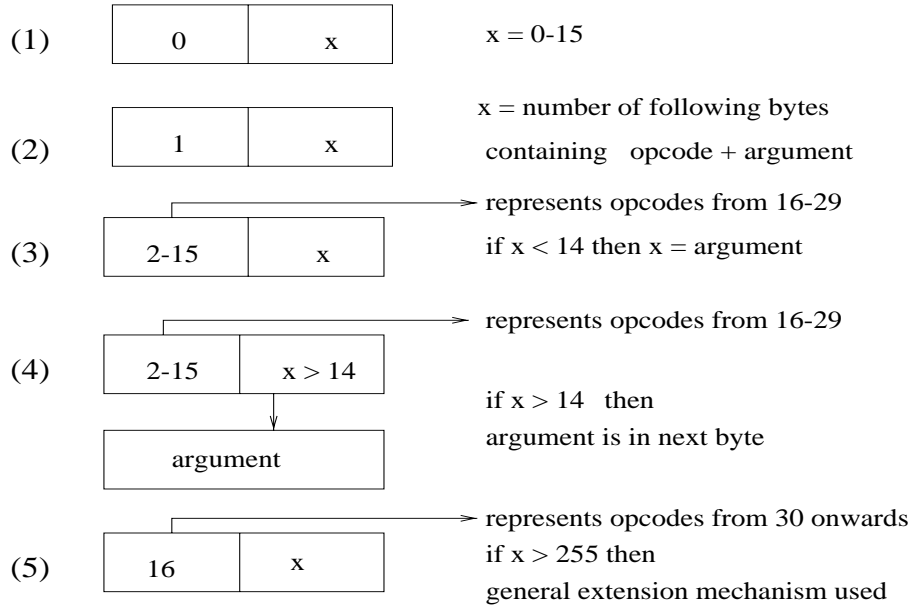 (1) 0 x x = 0-15
x = number of following bytes
(2) 1 x containing opcode + argument
represents opcodes from 16-29
(3) 2-15 x if x < 14 then x = argument
represents opcodes from 16-29
(4) 2-15 x > 14
if x > 14 then
argument is in next byte
argument
represents opcodes from 30 onwards
(5) 16 x if x > 255 then
general extension mechanism used